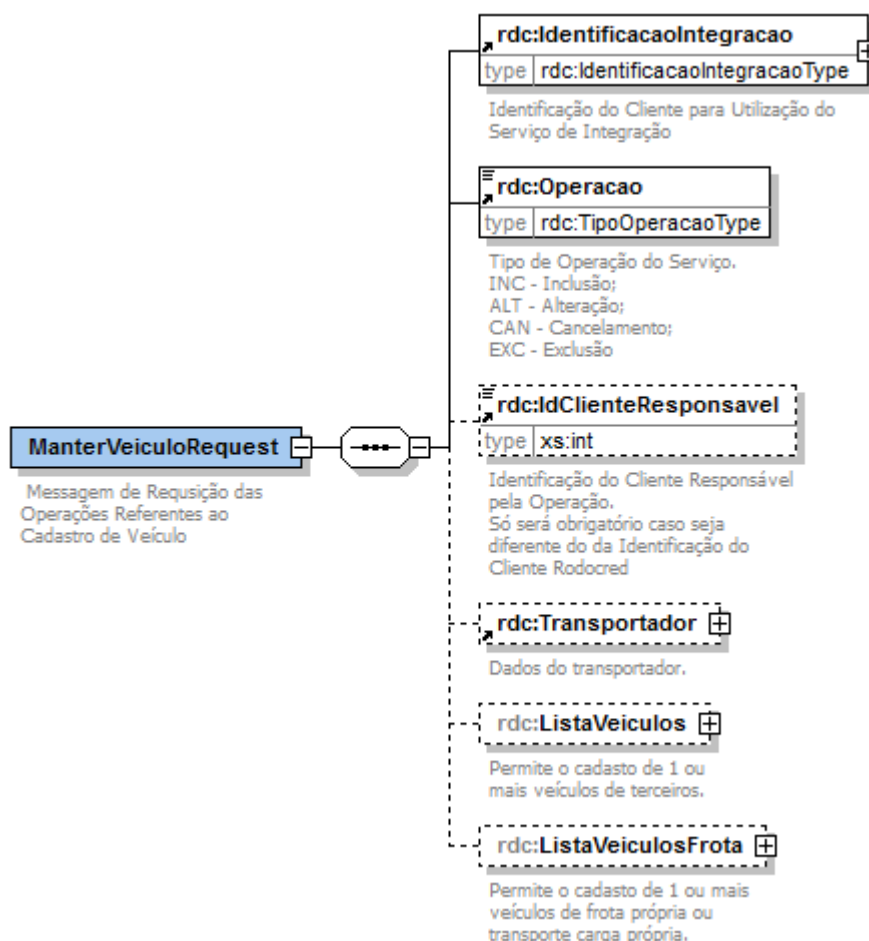 rdc:IdentificacaoIntegracao
type rdc:IdentificacaoIntegracaoType
Identificação do Cliente para Utilização do
Serviço de Integração
rdc:Operacao
type rdc:TipoOperacaoType
Tipo de Operação do Serviço.
INC - Inclusão;
ALT - Alteração;
CAN - Cancelamento;
EXC - Exclusão
rdc:IdClienteResponsavel
type xs:int
Identificação do Cliente Responsável
pela Operação.
Só será obrigatório caso seja
diferente do da Identificação do
Cliente Rodocred
ManterVeiculoRequest
Messagem de Requsição das
Operações Referentes ao
Cadastro de Veículo
rdc:Transportador
Dados do transportador.
rdc:ListaVeiculos
Permite o cadasto de 1 ou
mais veículos de terceiros.
rdc:ListaVeiculosFrota
Permite o cadasto de 1 ou mais
veículos de frota própria ou
transporte carga própria.